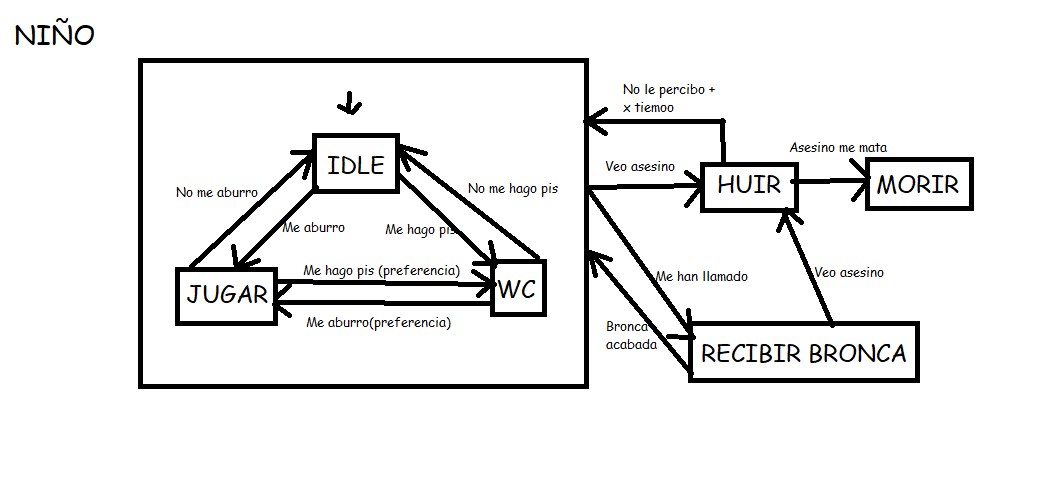 NIÑO
No le percibo +
x tiemoo
Asesino me mata
Veo asesino
IDLE
HUIR
MORIR
No me aburro
No me hago pis
Me aburro
Me hago pis
Me hago pis (preferencia)
Me han llamado
Veo asesino
JUGAR
WC
Me aburro(preferencia)
Bronca
acabada
RECIBIR BRONCA